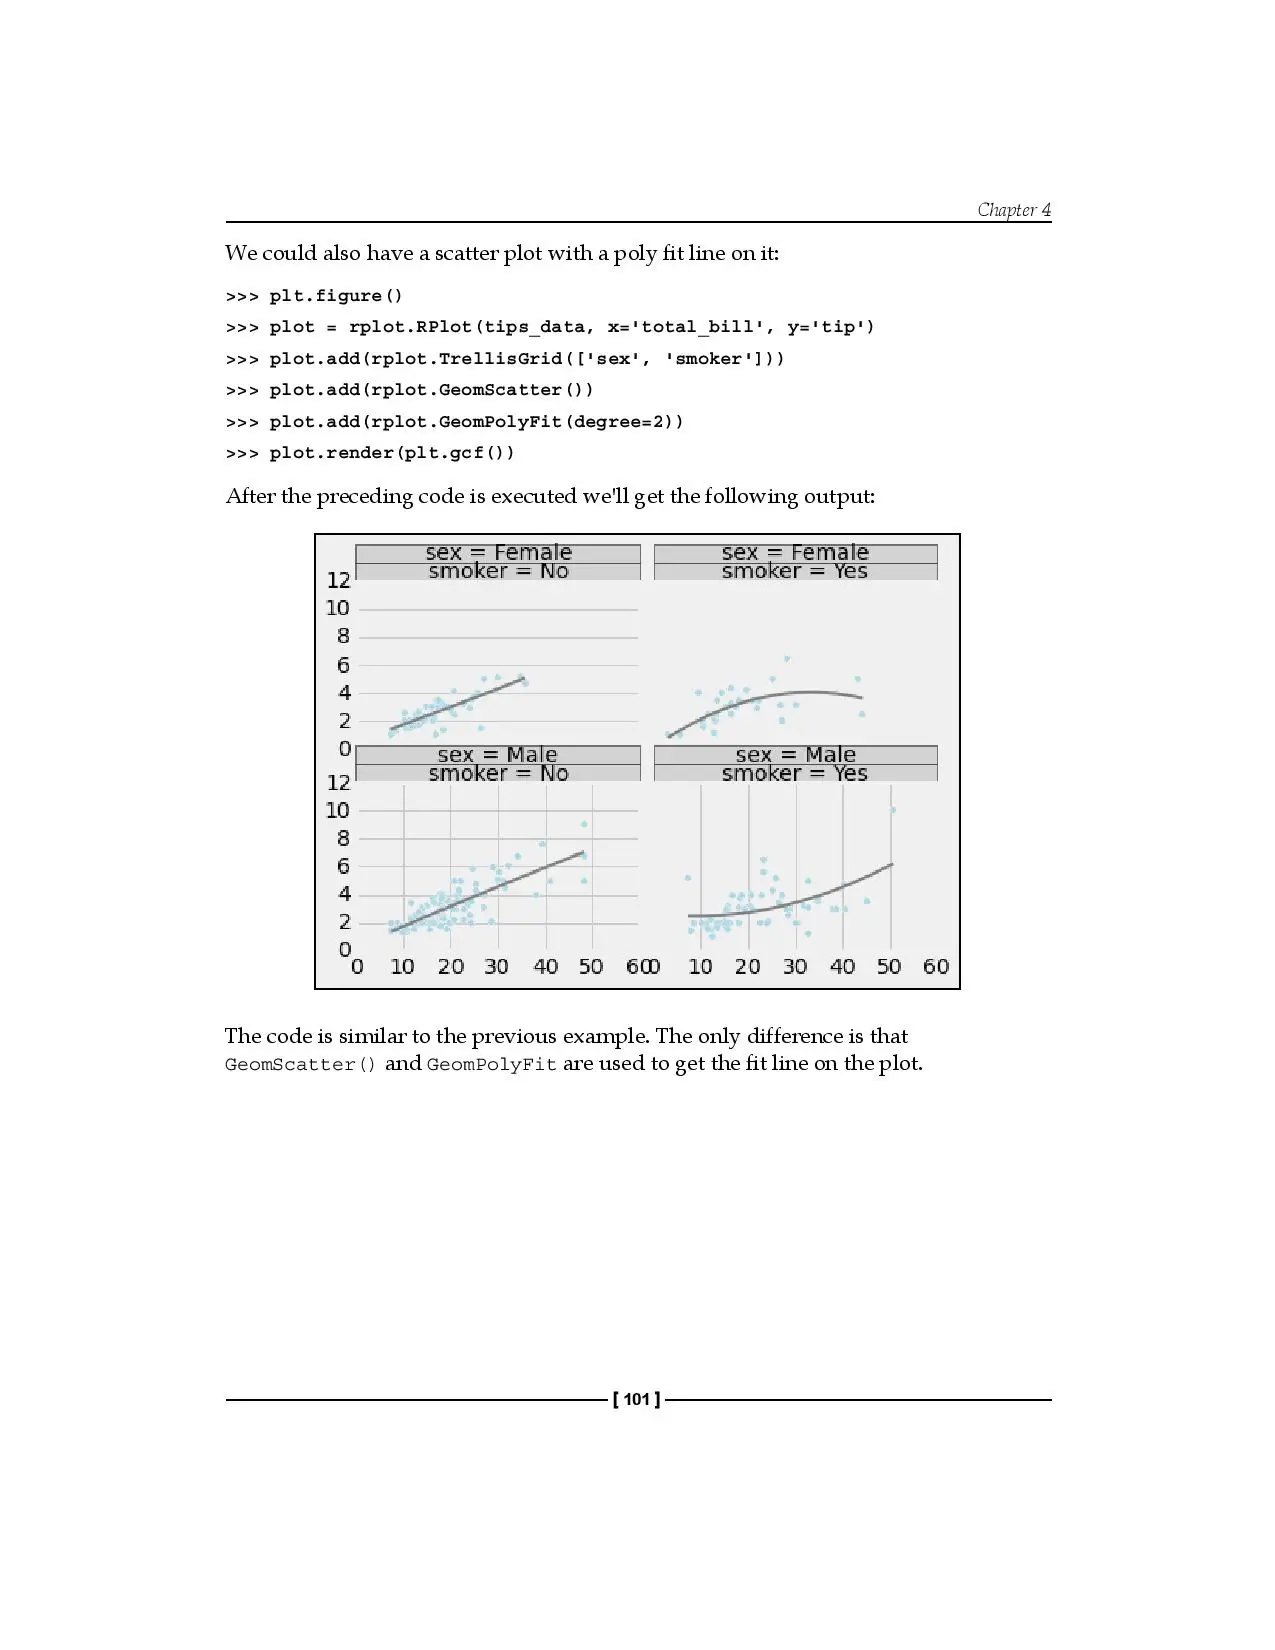 Chapter 4
We could also have a scatter plot with a poly fit line on it:
>>> plt.figure()
>>> plot = rplot.RPlot(tips_data, x='total_bill', y='tip')
>>> plot.add(rplot.TrellisGrid(['sex', 'smoker']))
>>> plot.add(rplot.GeomScatter())
>>> plot.add(rplot.GeomPolyFit(degree=2))
>>> plot.render(plt.gcf())
After the preceding code is executed we'll get the following output:
sex = Female sex = Female
smoker = No smoker = Yes
12
10
8
6
4
2
0
sex = Male sex = Male
smoker = No smoker = Yes
12
10
8
6
4
2
0
0 10 20 30 40 50 60 0 10 20 30 40 50 60
The code is similar to the previous example. The only difference is that
GeomScatter() and GeomPolyFit are used to get the fit line on the plot.
[ 101 ]